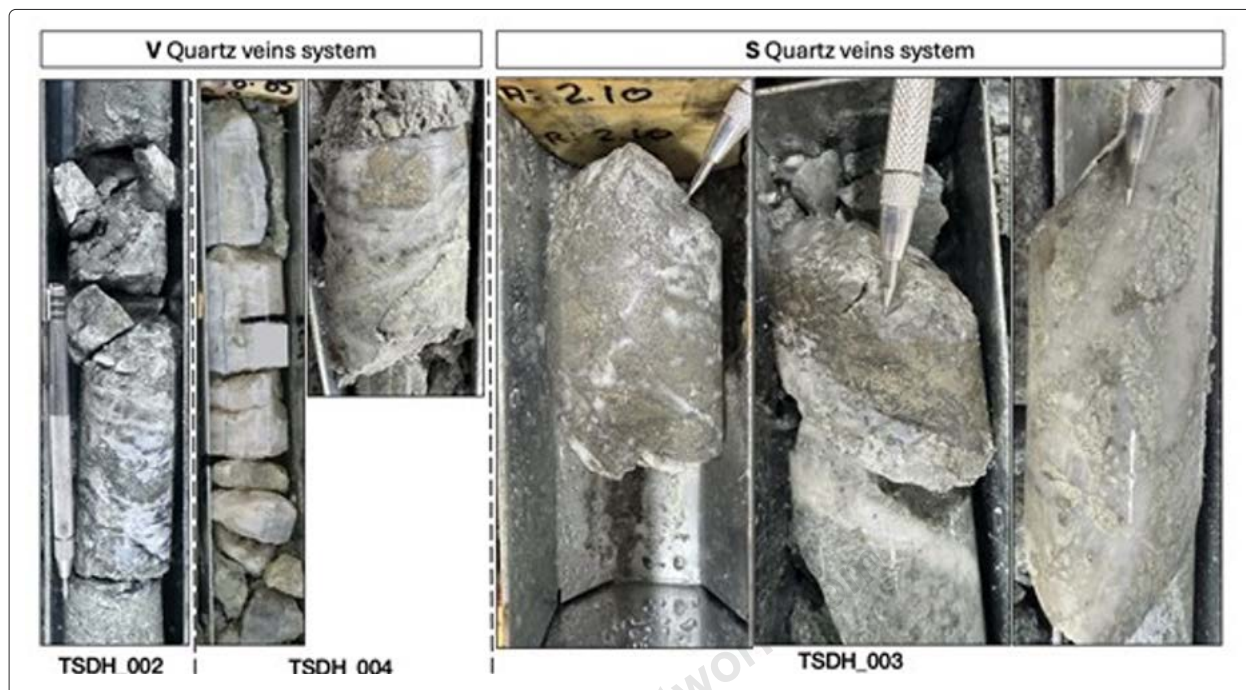 V Quartz veins system
S Quartz veins system
A: 2.10
R: 2.10
TSDH_002
TSDH_004
TSDH_003